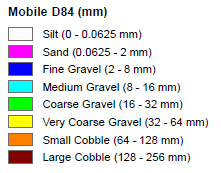 Mobile D84 (mm)
Silt (0 - 0.0625 mm)
Sand (0.0625 - 2 mm)
Fine Gravel (2 - 8 mm)
Medium Gravel (8 - 16 mm)
Coarse Gravel (16 - 32 mm)
Very Coarse Gravel (32 - 64 mm)
Small Cobble (64 - 128 mm)
Large Cobble (128 - 256 mm)